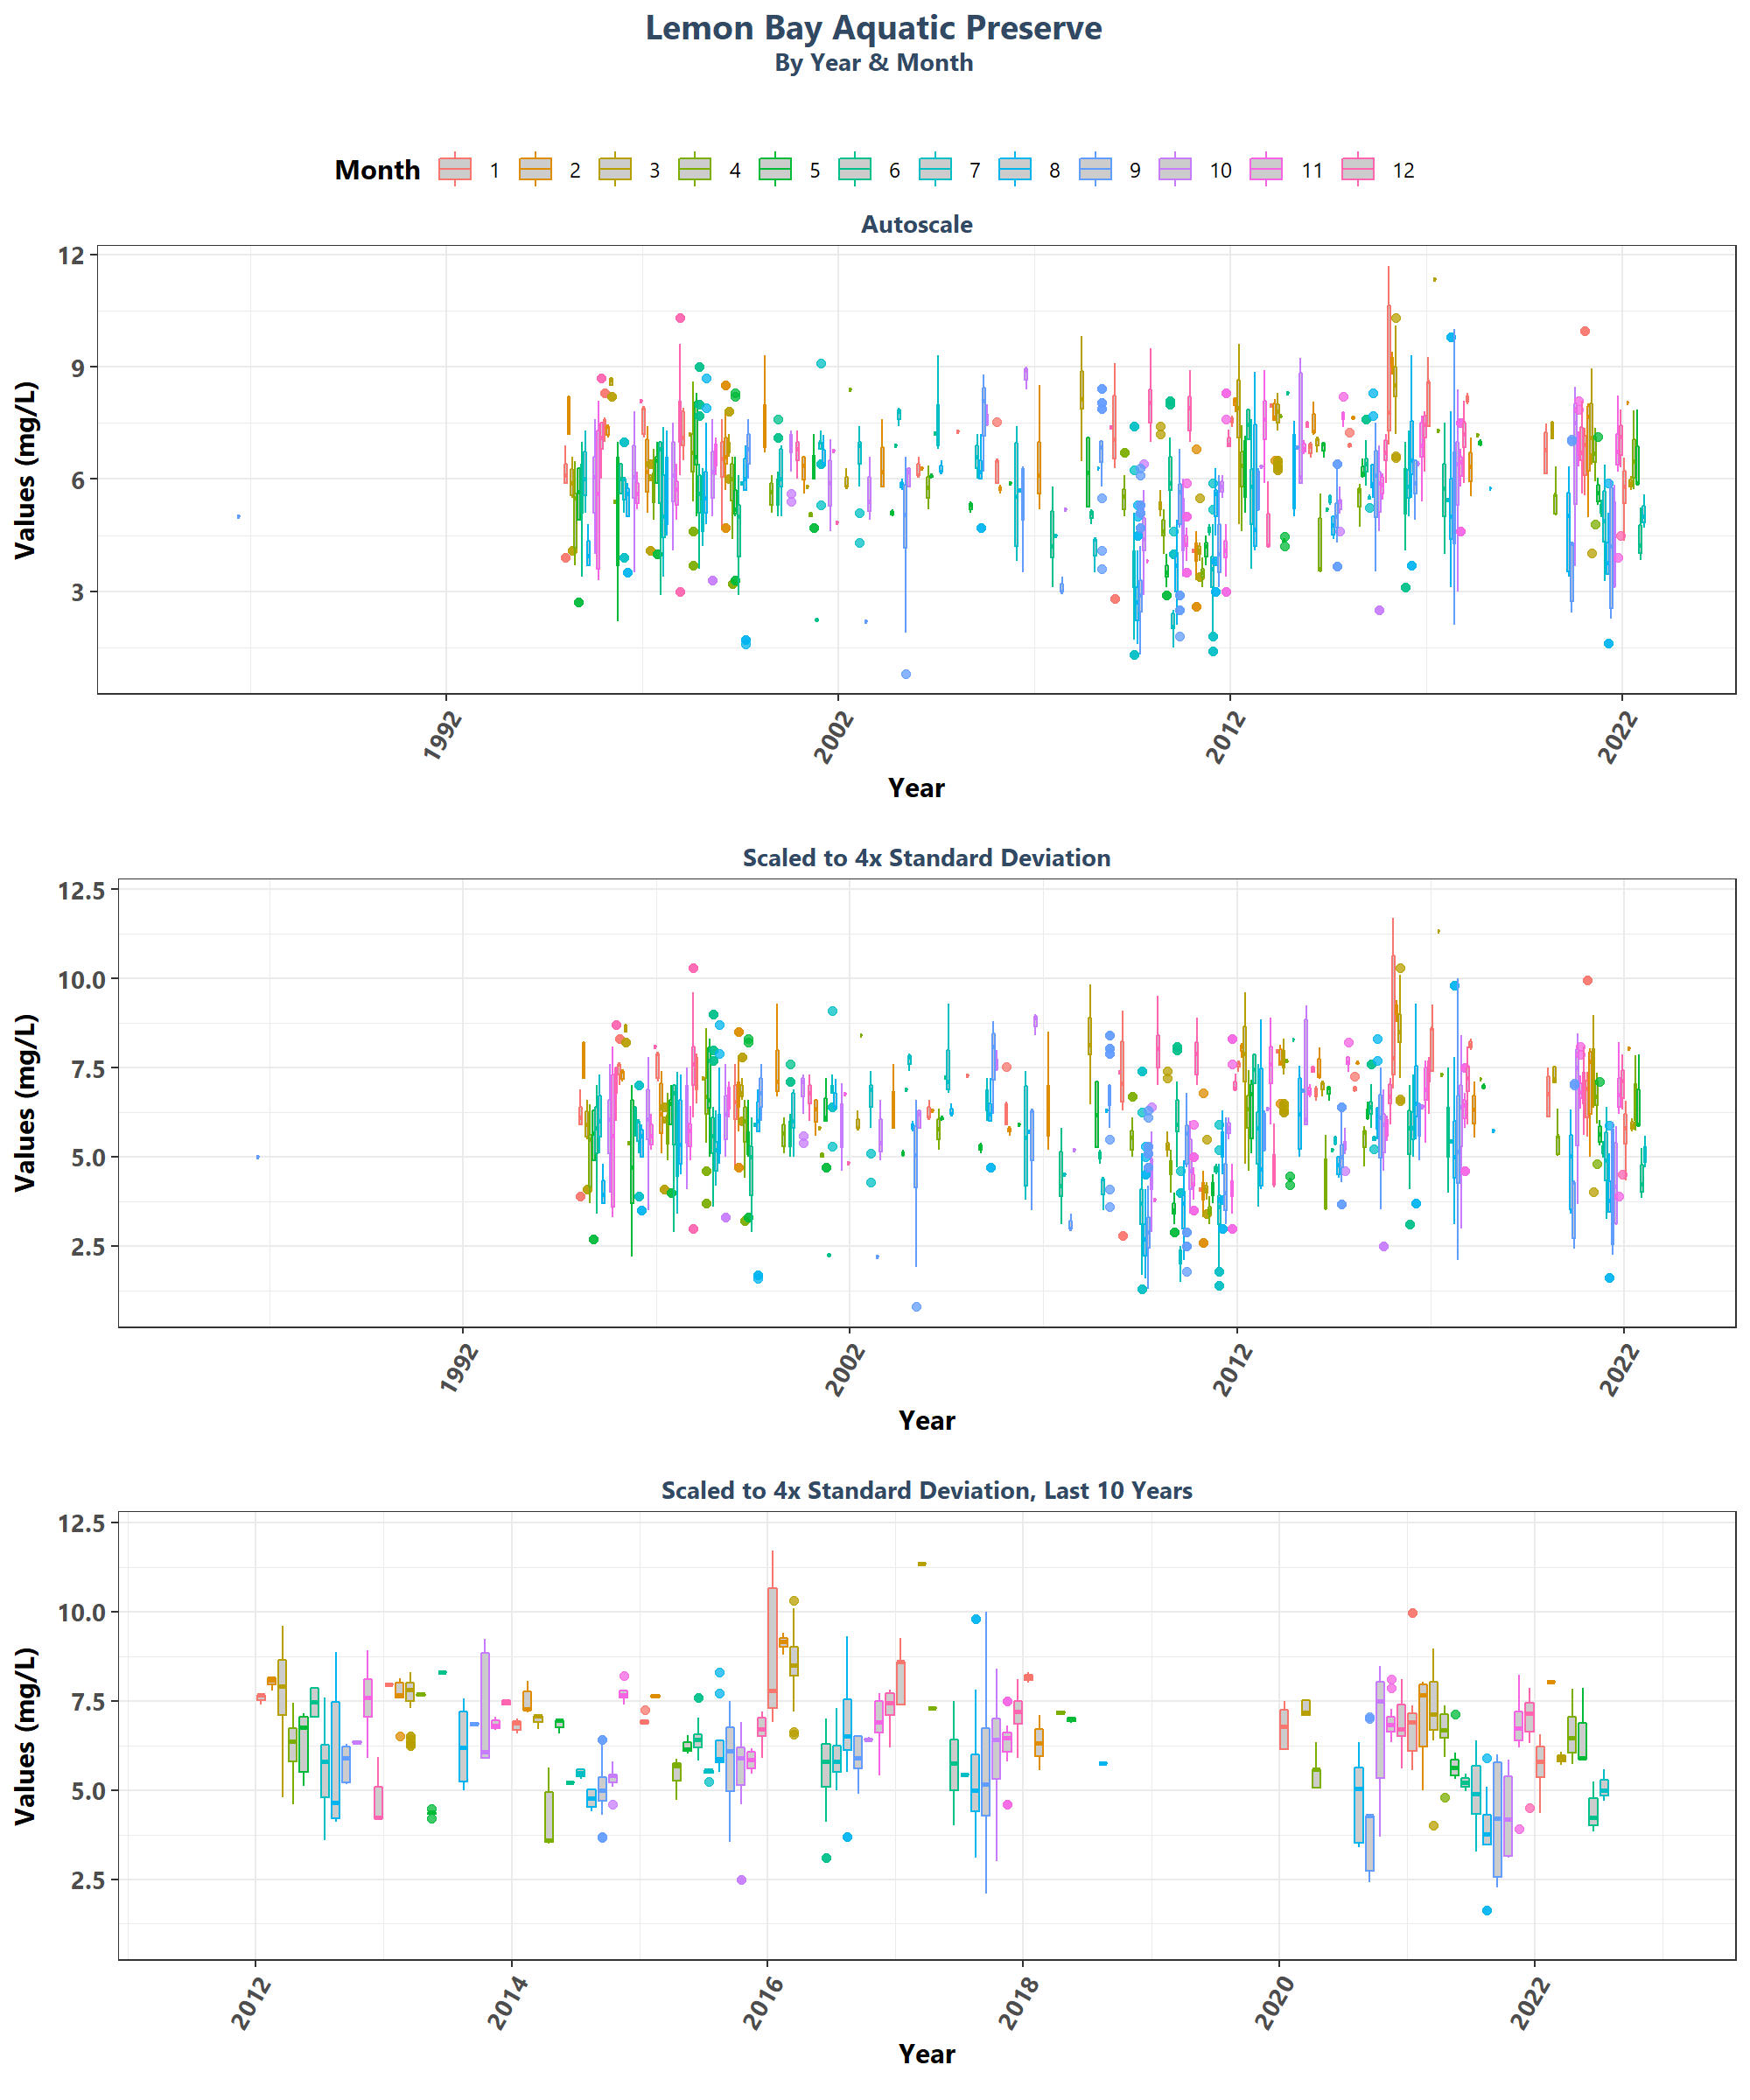 Lemon Bay Aquatic Preserve
By Year & Month
Month 1 2 3 4 5 6 7 8 9 10 11 12
Autoscale
Values (mg/L)
12
9
6
3
1992 2002 2012 2022
Year
Scaled to 4x Standard Deviation
Values (mg/L)
12.5
10.0
7.5
5.0
2.5
1992 2002 2012 2022
Year
Scaled to 4x Standard Deviation, Last 10 Years
Values (mg/L)
12.5
10.0
7.5
5.0
2.5
2012 2014 2016 2018 2020 2022
Year